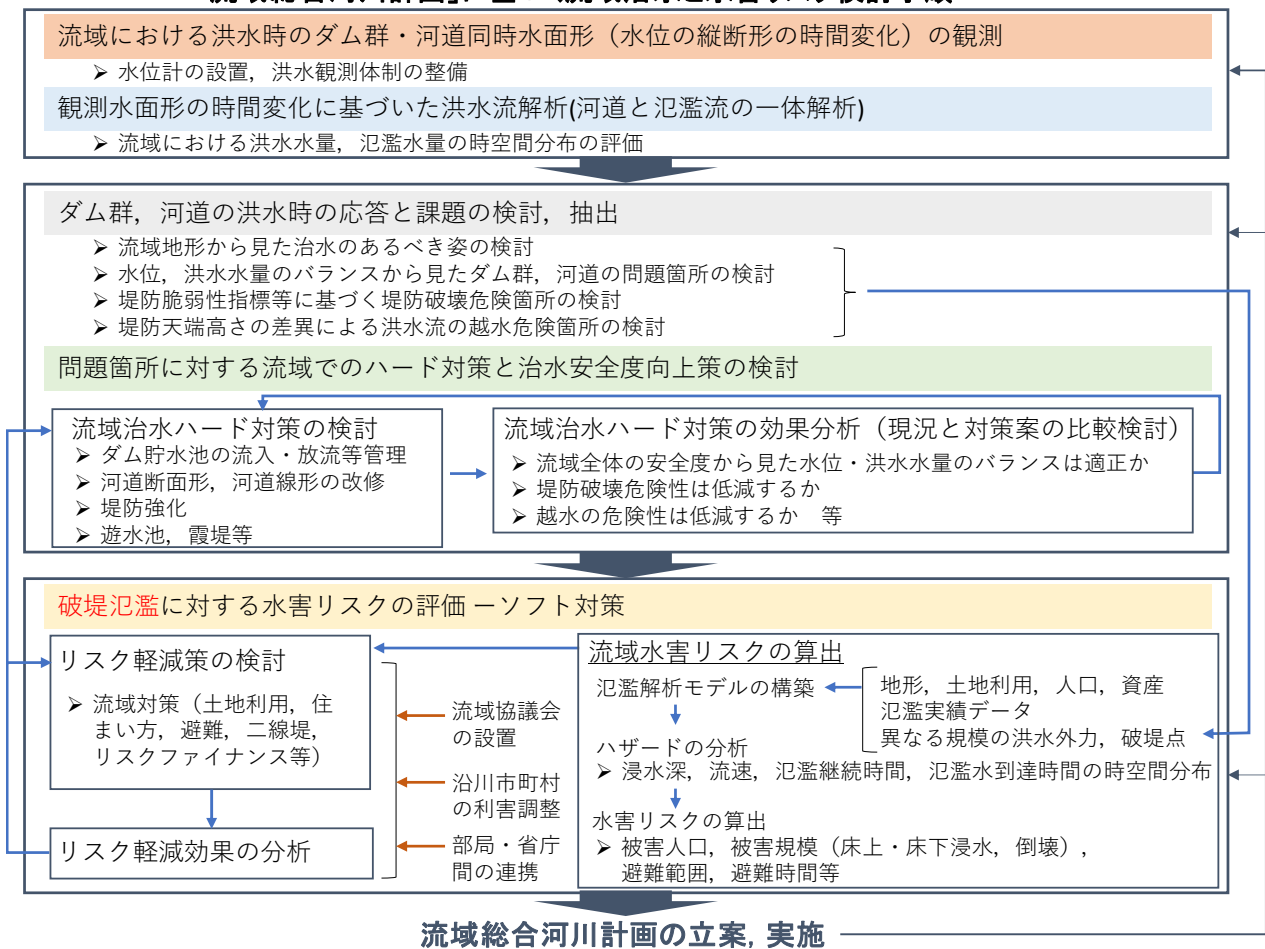 流域における洪水時のダム群・河道同時水面形（水位の縦断形の時間変化）の観測
➢ 水位計の設置，洪水観測体制の整備
観測水面形の時間変化に基づいた洪水流解析(河道と氾濫流の一体解析)
➢ 流域における洪水水量，氾濫水量の時空間分布の評価
ダム群，河道の洪水時の応答と課題の検討，抽出
➢ 流域地形から見た治水のあるべき姿の検討
➢ 水位，洪水水量のバランスから見たダム群，河道の問題箇所の検討
➢ 堤防脆弱性指標等に基づく堤防破壊危険箇所の検討
➢ 堤防天端高さの差異による洪水流の越水危険箇所の検討
問題箇所に対する流域でのハード対策と治水安全度向上策の検討
流域治水ハード対策の検討
➢ ダム貯水池の流入・放流等管理
➢ 河道断面形，河道線形の改修
➢ 堤防強化
➢ 遊水池，霞堤等
流域治水ハード対策の効果分析（現況と対策案の比較検討）
➢ 流域全体の安全度から見た水位・洪水水量のバランスは適正か
➢ 堤防破壊危険性は低減するか
➢ 越水の危険性は低減するか　等
破堤氾濫に対する水害リスクの評価 ーソフト対策
リスク軽減策の検討
➢ 流域対策（土地利用，住
まい方，避難，二線堤，
リスクファイナンス等）
リスク軽減効果の分析
流域協議会
の設置
沿川市町村
の利害調整
部局・省庁
間の連携
流域水害リスクの算出
氾濫解析モデルの構築
地形，土地利用，人口，資産
氾濫実績データ
異なる規模の洪水外力，破堤点
ハザードの分析
➢ 浸水深，流速，氾濫継続時間，氾濫水到達時間の時空間分布
水害リスクの算出
➢ 被害人口，被害規模（床上・床下浸水，倒壊），
避難範囲，避難時間等
流域総合河川計画の立案，実施